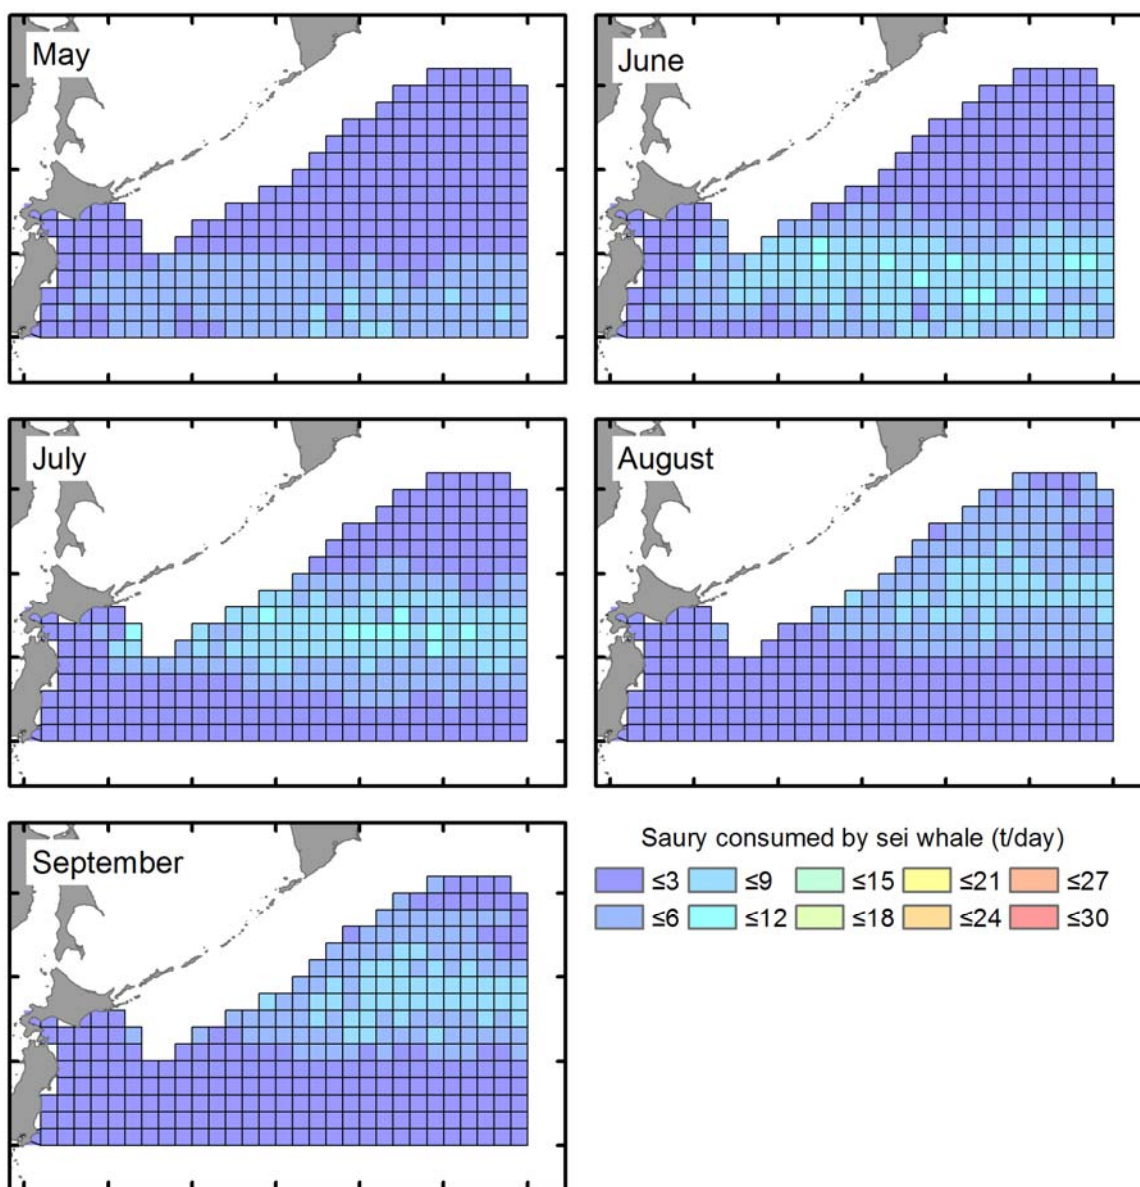 May
June
July
August
September
Saury consumed by sei whale (t/day)
≤3 ≤9 ≤15 ≤21 ≤27
≤6 ≤12 ≤18 ≤24 ≤30